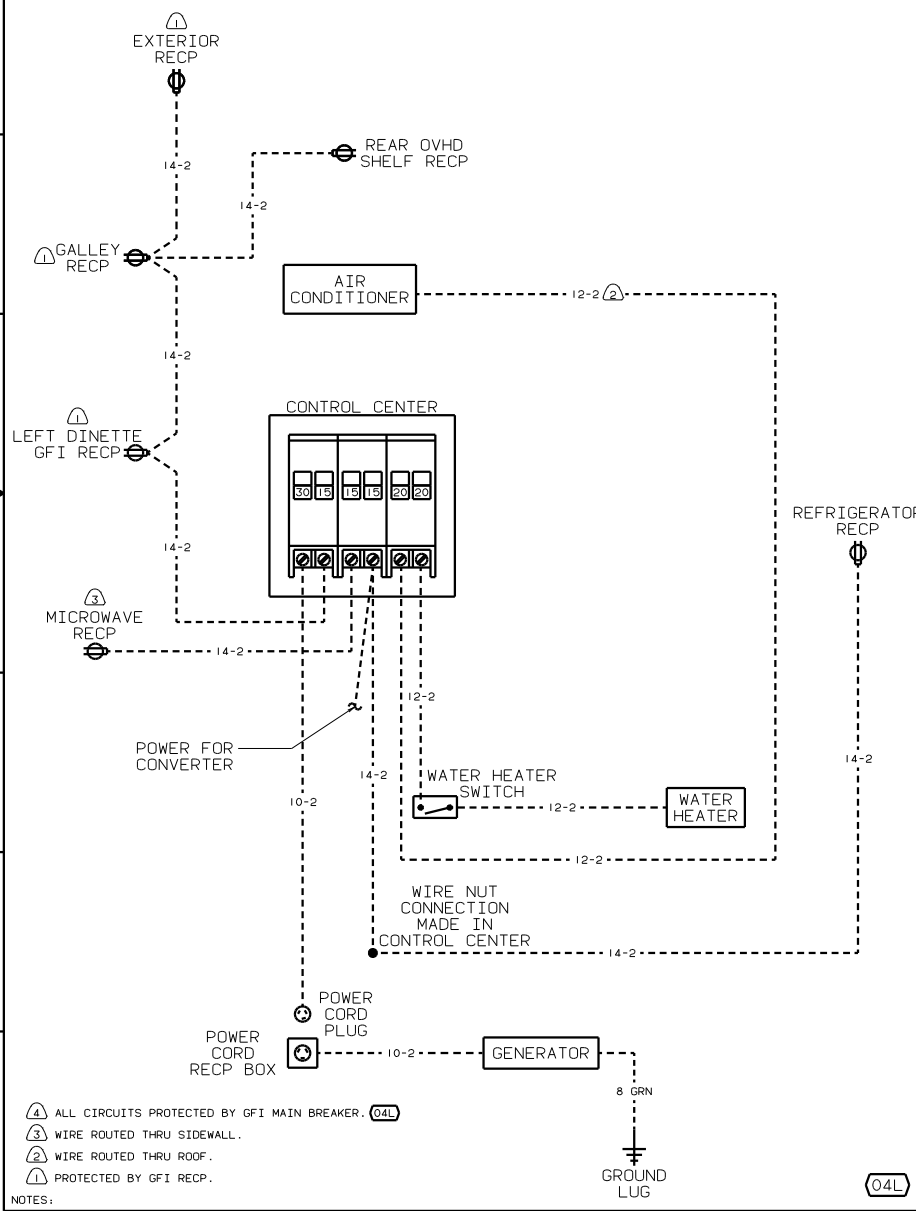 1
EXTERIOR
RECP
14-2
REAR OVHD
SHELF RECP
14-2
1
GALLEY
RECP
AIR
CONDITIONER
12-2
2
14-2
CONTROL CENTER
1
LEFT DINETTE
GFI RECP
30 15 15 15 20 20
REFRIGERATOR
RECP
14-2
3
MICROWAVE
RECP
14-2
12-2
POWER FOR
CONVERTER
14-2
14-2
10-2
WATER HEATER
SWITCH
12-2
WATER
HEATER
12-2
WIRE NUT
CONNECTION
MADE IN
CONTROL CENTER
14-2
POWER
CORD
PLUG
POWER
CORD
RECP BOX
10-2
GENERATOR
8 GRN
GROUND
LUG
4 ALL CIRCUITS PROTECTED BY GFI MAIN BREAKER. 04L
3 WIRE ROUTED THRU SIDEWALL.
2 WIRE ROUTED THRU ROOF.
1 PROTECTED BY GFI RECP.
NOTES:
04L